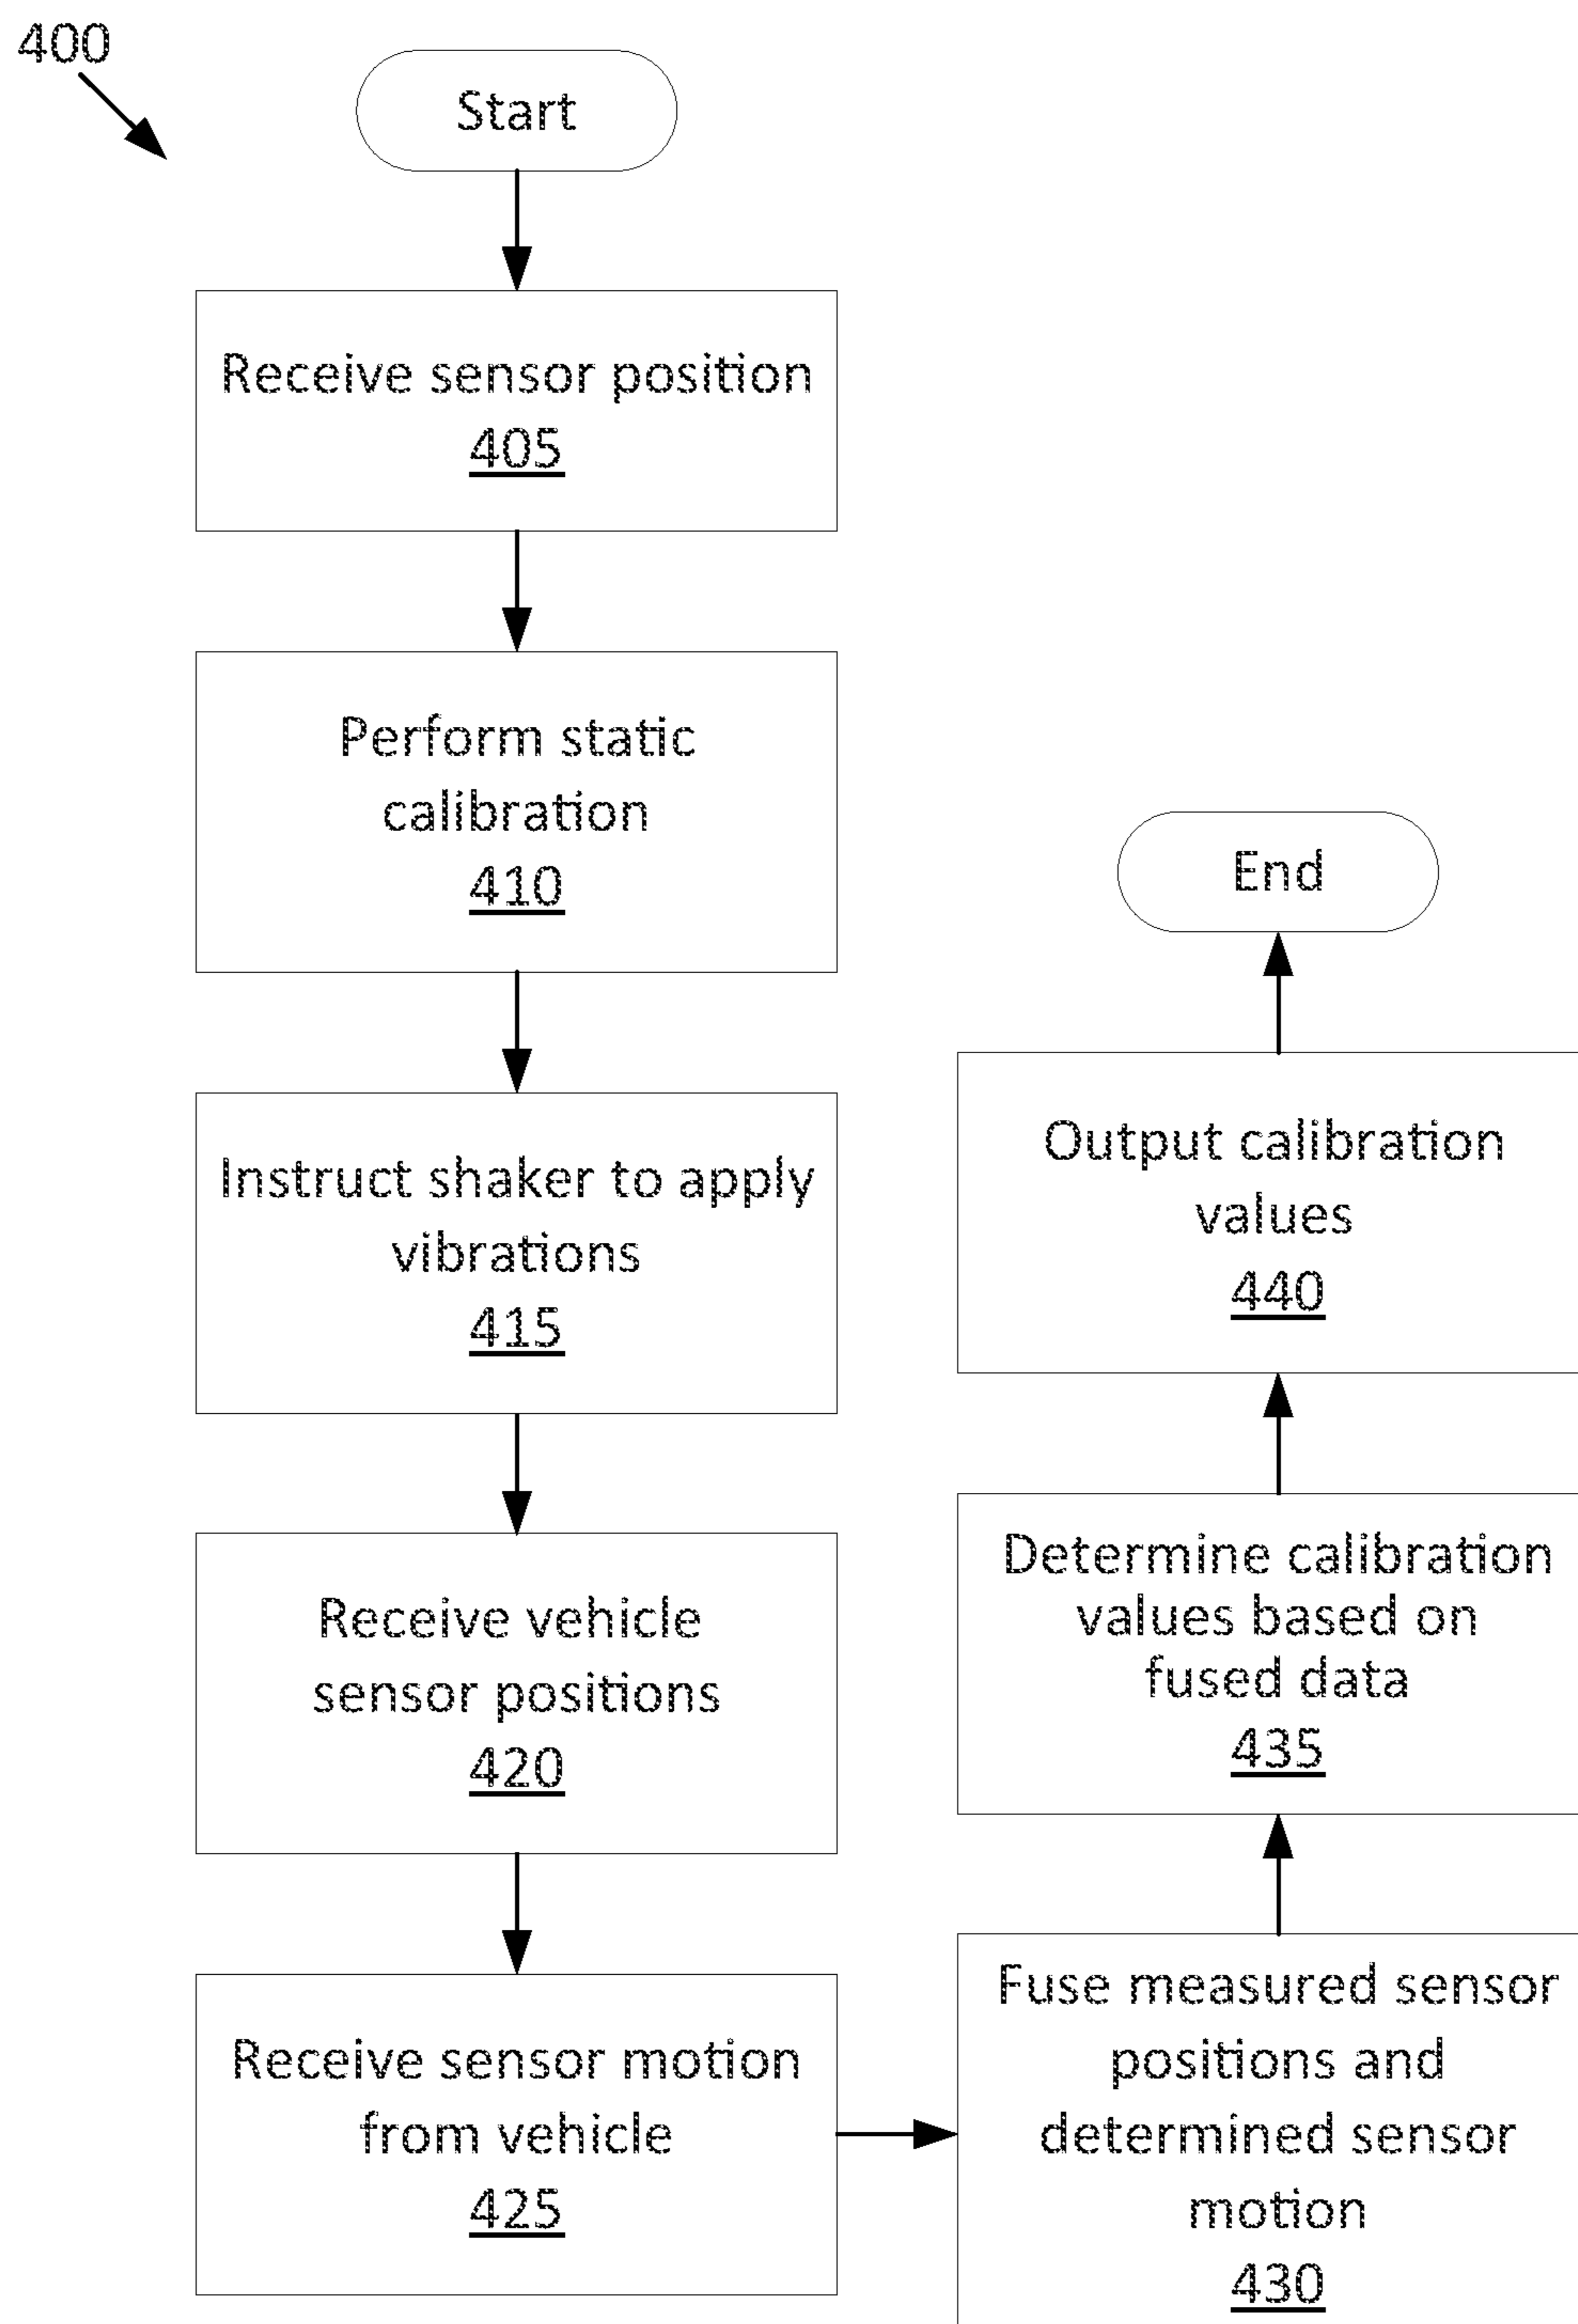 400
Start
Receive sensor position
405
Perform static
calibration
410
Instruct shaker to apply
vibrations
415
Receive vehicle
sensor positions
420
Receive sensor motion
from vehicle
425
Fuse measured sensor
positions and
determined sensor
motion
430
Determine calibration
values based on
fused data
435
Output calibration
values
440
End